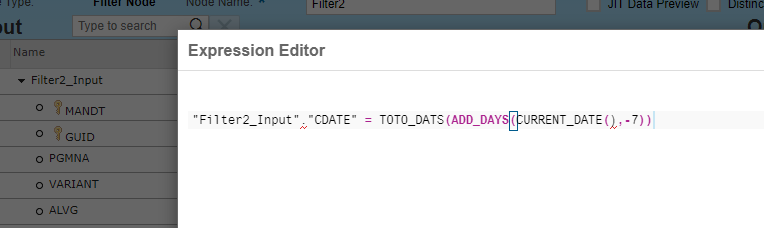 e Type:
Filter Node
Node Name:
Filter2
JIT Data Preview
Distinc
put
Type to search
Name
Filter2_Input
MANDT
GUID
PGMNA
VARIANT
ALVG
Expression Editor
"Filter2_Input"."CDATE" = TOTO_DATS(ADD_DAYS(CURRENT_DATE(),-7))